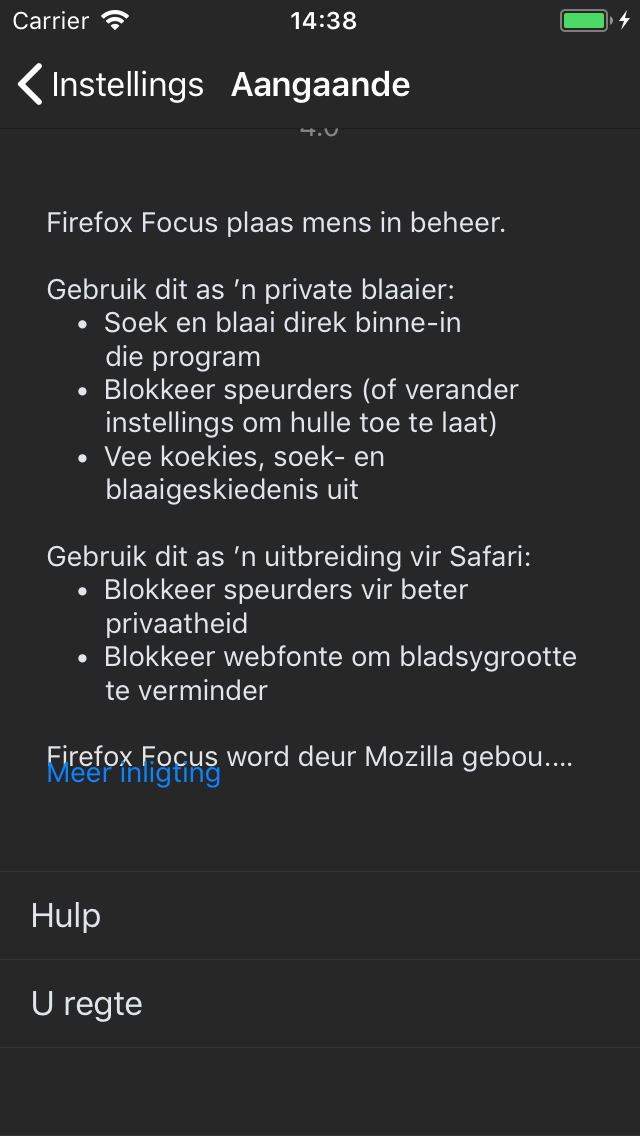 Carrier 14:38
Instellings Aangaande
4.0
Firefox Focus plaas mens in beheer.
Gebruik dit as ’n private blaaier:
• Soek en blaai direk binne-in
die program
• Blokkeer speurders (of verander
instellings om hulle toe te laat)
• Vee koekies, soek- en
blaaigeskiedenis uit
Gebruik dit as ’n uitbreiding vir Safari:
• Blokkeer speurders vir beter
privaatheid
• Blokkeer webfonte om bladsygrootte
te verminder
Firefox Focus word deur Mozilla gebou....
Meer inligting
Hulp
U regte